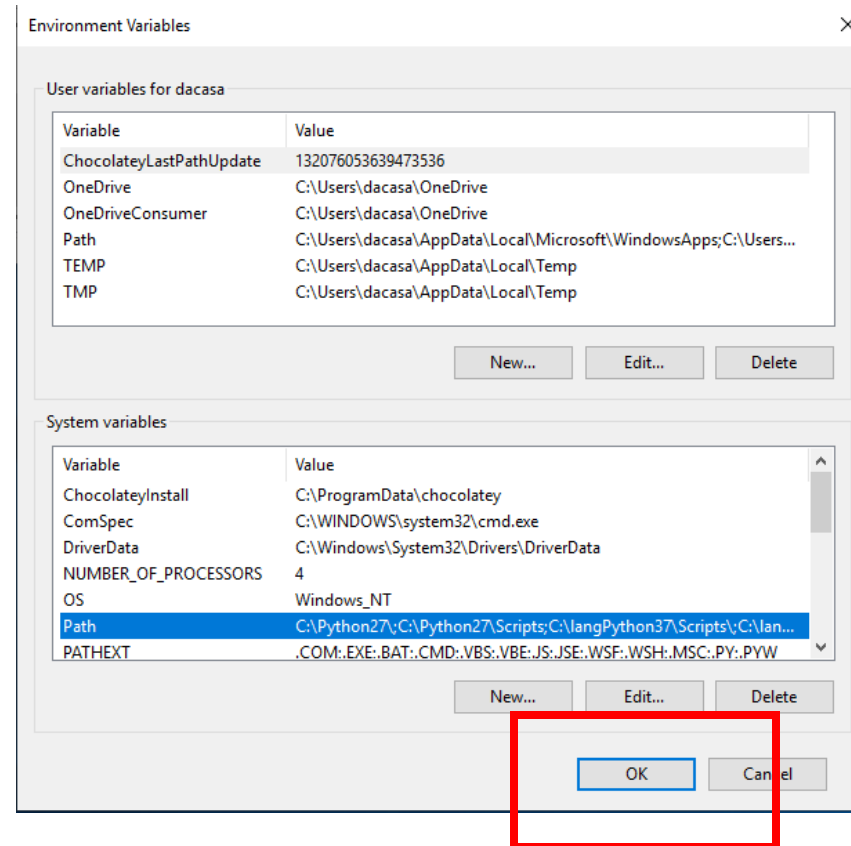 Environment Variables
User variables for dacasa
Variable Value
ChocolateyLastPathUpdate 132076053639473536
OneDrive C:\Users\dacasa\OneDrive
OneDriveConsumer C:\Users\dacasa\OneDrive
Path C:\Users\dacasa\AppData\Local\Microsoft\WindowsApps;C:\Users...
TEMP C:\Users\dacasa\AppData\Local\Temp
TMP C:\Users\dacasa\AppData\Local\Temp
New... Edit... Delete
System variables
Variable Value
ChocolateyInstall C:\ProgramData\chocolatey
ComSpec C:\WINDOWS\system32\cmd.exe
DriverData C:\Windows\System32\Drivers\DriverData
NUMBER_OF_PROCESSORS 4
OS Windows_NT
Path C:\Python27\;C:\Python27\Scripts;C:\langPython37\Scripts\;C:\lan...
PATHEXT .COM;.EXE;.BAT;.CMD;.VBS;.VBE;.JS;.JSE;.WSF;.WSH;.MSC;.PY;.PYW
New... Edit... Delete
OK Cancel